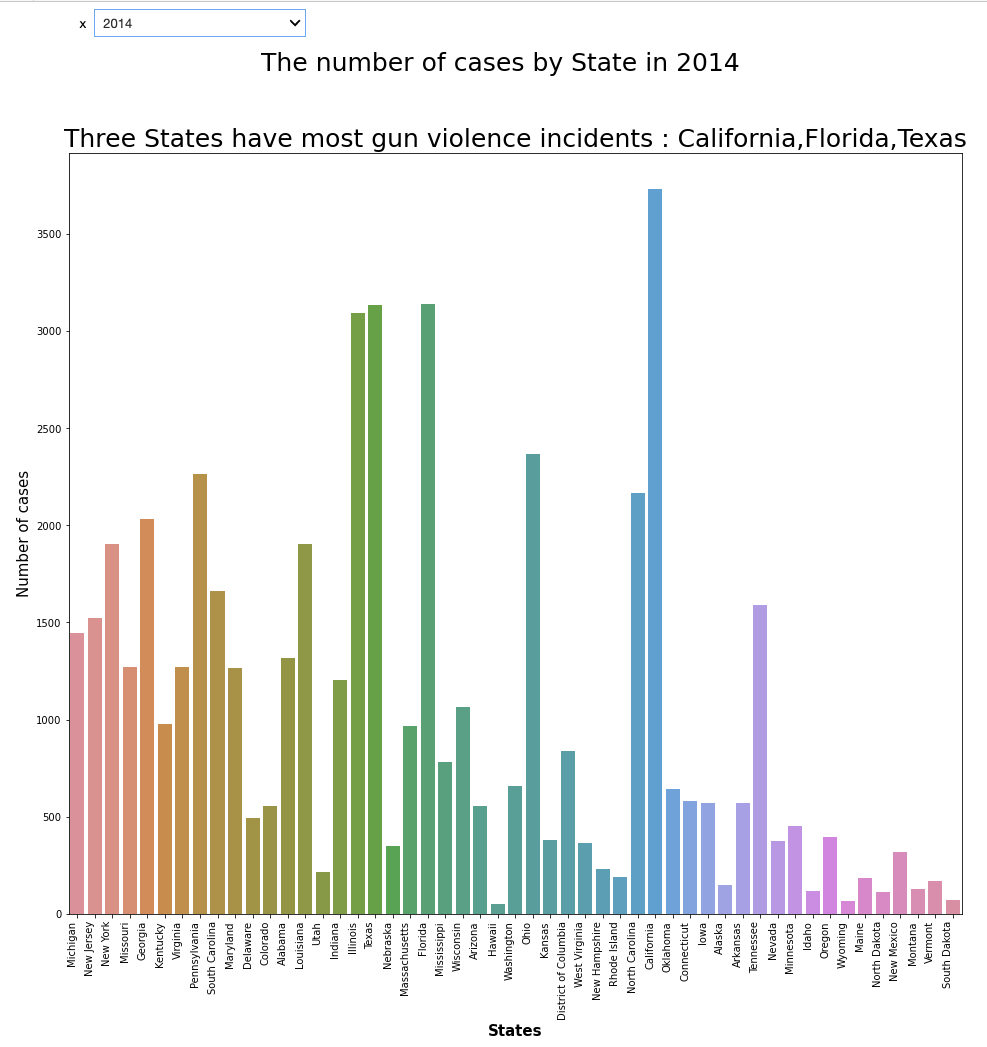 x 2014
The number of cases by State in 2014
Three States have most gun violence incidents : California,Florida,Texas
Number of cases
3500
3000
2500
2000
1500
1000
500
0
Michigan
New Jersey
New York
Missouri
Georgia
Kentucky
Virginia
Pennsylvania
South Carolina
Maryland
Delaware
Colorado
Alabama
Louisiana
Utah
Indiana
Illinois
Texas
Nebraska
Massachusetts
Florida
Mississippi
Wisconsin
Arizona
Hawaii
Washington
Ohio
Kansas
District of Columbia
West Virginia
New Hampshire
Rhode Island
North Carolina
California
Oklahoma
Connecticut
Iowa
Alaska
Arkansas
Tennessee
Nevada
Minnesota
Idaho
Oregon
Wyoming
Maine
North Dakota
New Mexico
Montana
Vermont
South Dakota
States